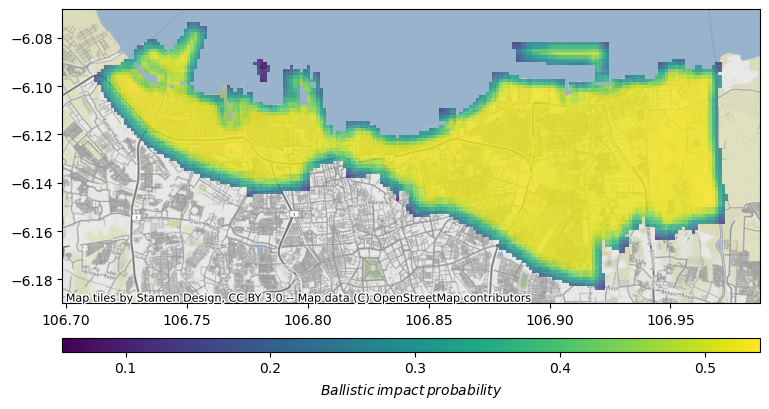 −6.08
−6.10
−6.12
−6.14
−6.16
−6.18
Map tiles by Stamen Design, CC BY 3.0 -- Map data (C) OpenStreetMap contributors
106.70 106.75 106.80 106.85 106.90 106.95
0.1 0.2 0.3 0.4 0.5
Ballistic impact probability